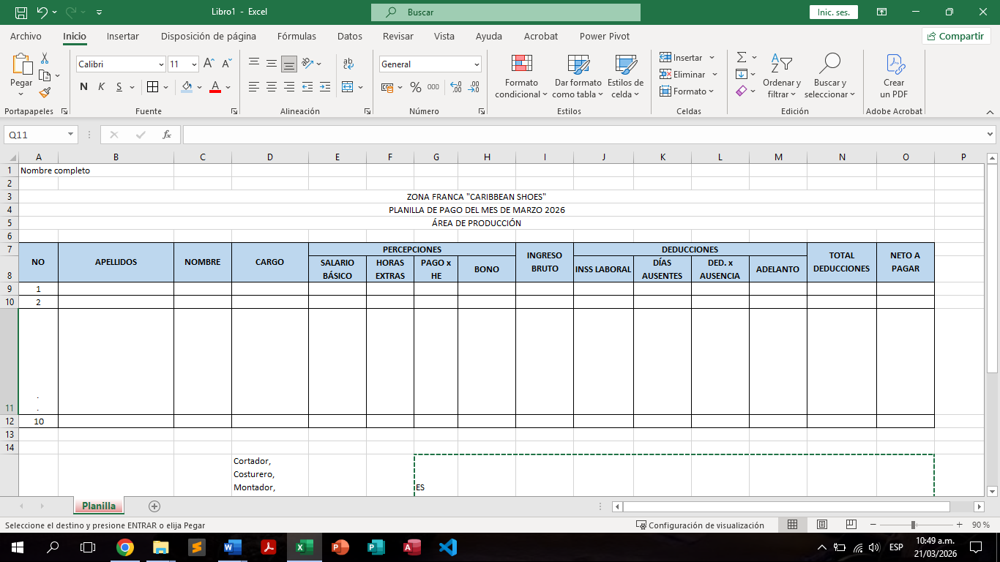 Libro1 - Excel
Buscar
Inic. ses.
Archivo Inicio Insertar Disposición de página Fórmulas Datos Revisar Vista Ayuda Acrobat Power Pivot
Compartir
Pegar
Portapapeles
Calibri 11
N K S
Fuente
Alineación
General
% 000
Número
Formato condicional
Dar formato como tabla
Estilos de celda
Estilos
Insertar
Eliminar
Formato
Celdas
Ordenar y filtrar
Buscar y seleccionar
Edición
Crear un PDF
Adobe Acrobat
Q11
fx
A B C D E F G H I J K L M N O P
1 Nombre completo
2
3 ZONA FRANCA "CARIBBEAN SHOES"
4 PLANILLA DE PAGO DEL MES DE MARZO 2026
5 ÁREA DE PRODUCCIÓN
6
7 NO APELLIDOS NOMBRE CARGO PERCEPCIONES INGRESO BRUTO DEDUCCIONES TOTAL DEDUCCIONES NETO A PAGAR
8 SALARIO BÁSICO HORAS EXTRAS PAGO x HE BONO INSS LABORAL DÍAS AUSENTES DED. x AUSENCIA ADELANTO
9 1
10 2
.
11 .
12 10
13
14
Cortador,
Costurero,
Montador, ES
Planilla
Seleccione el destino y presione ENTRAR o elija Pegar
Configuración de visualización
90 %
ESP
10:49 a.m.
21/03/2026